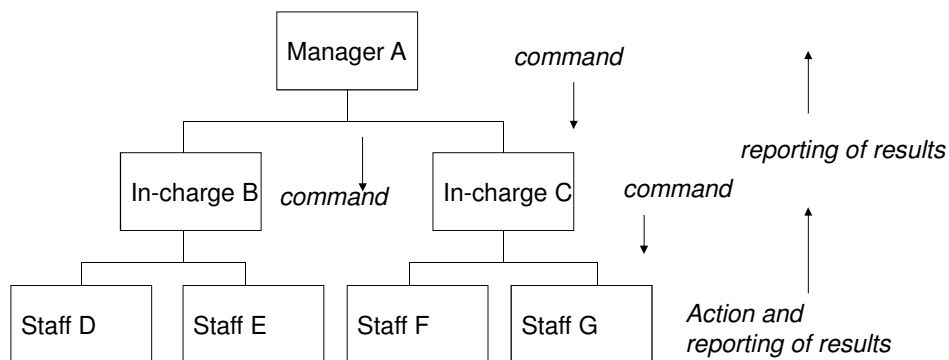 Manager A
command
reporting of results
In-charge B
command
In-charge C
command
Staff D
Staff E
Staff F
Staff G
Action and
reporting of results